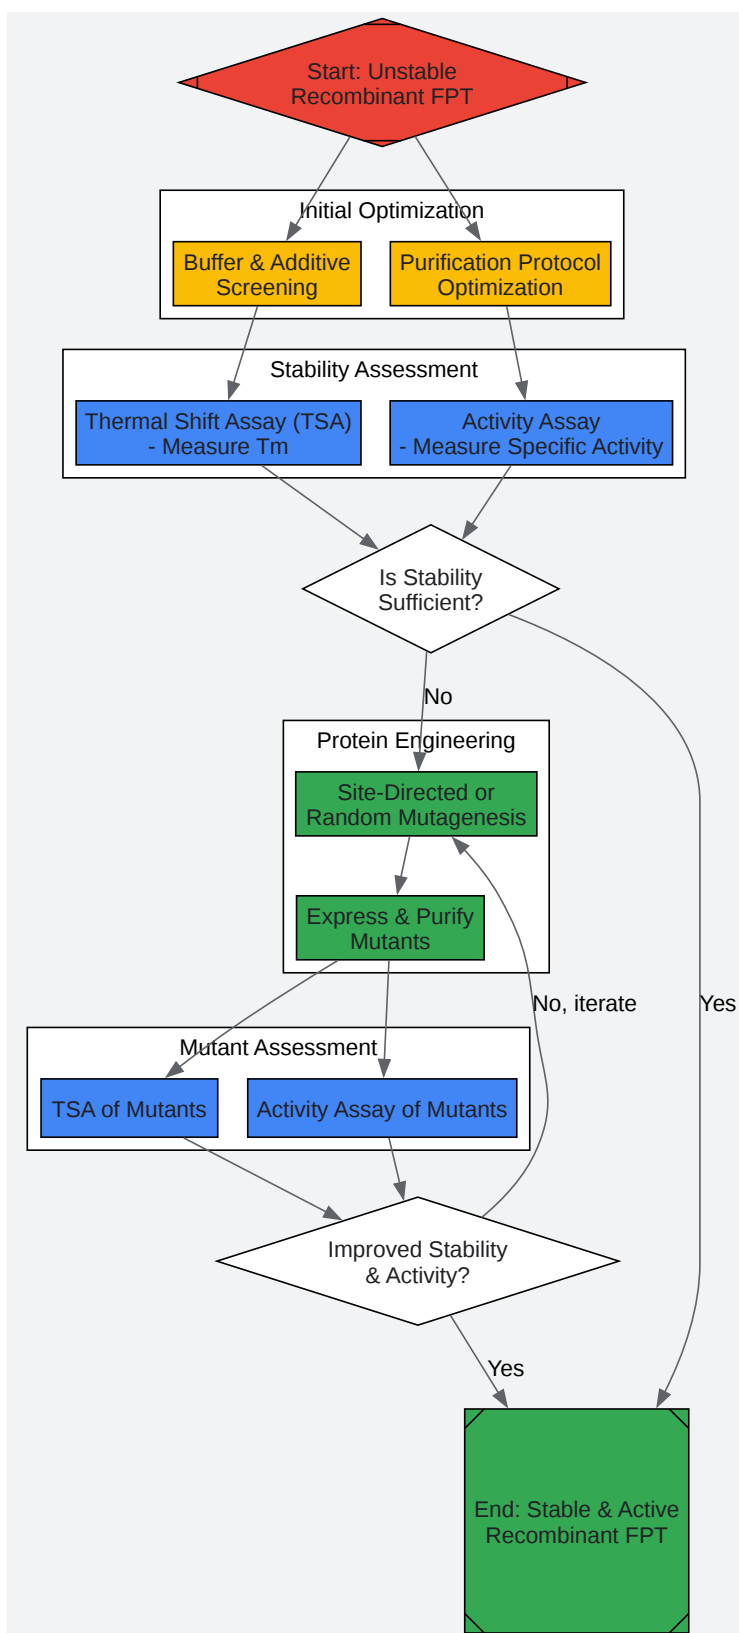 Start: Unstable
Recombinant FPT
Initial Optimization
Buffer & Additive
Screening
Purification Protocol
Optimization
Stability Assessment
Thermal Shift Assay (TSA)
- Measure Tm
Activity Assay
- Measure Specific Activity
Is Stability
Sufficient?
No
Protein Engineering
Site-Directed or
Random Mutagenesis
Express & Purify
Mutants
No, iterate
Yes
Mutant Assessment
TSA of Mutants
Activity Assay of Mutants
Improved Stability
& Activity?
Yes
End: Stable & Active
Recombinant FPT